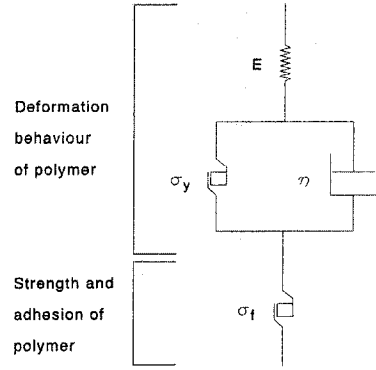 E
Deformation
behaviour
of polymer
σy η
Strength and
adhesion of
polymer
σf